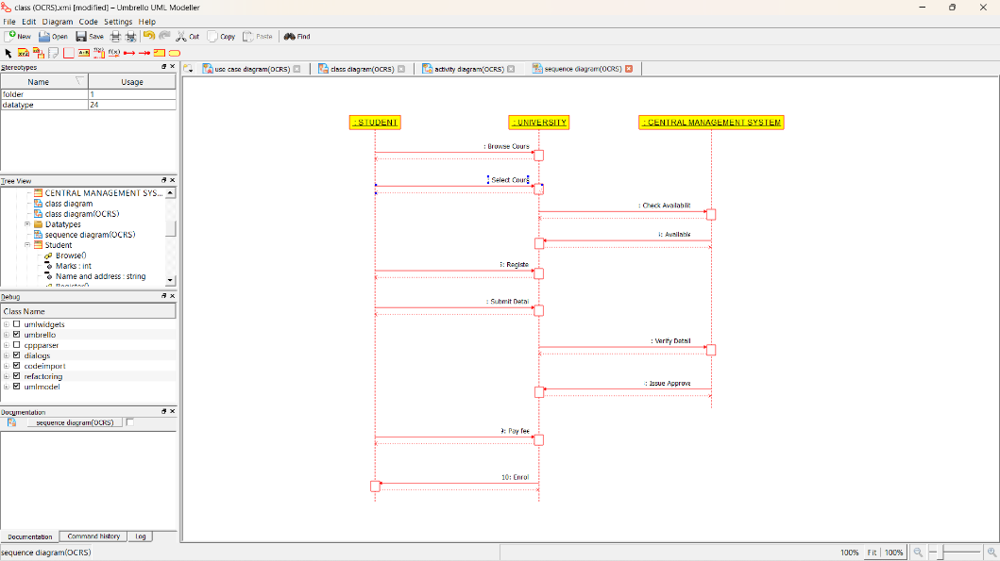 class (OCRS).xmi [modified] – Umbrello UML Modeller
File Edit Diagram Code Settings Help
New Open Save Cut Copy Paste Find
Stereotypes
Name Usage
folder 1
datatype 24
Tree View
CENTRAL MANAGEMENT SYS...
class diagram
class diagram(OCRS)
Datatypes
sequence diagram(OCRS)
Student
Browse()
Marks : int
Name and address : string
Register()
Debug
Class Name
umlwidgets
umbrello
cppparser
dialogs
codeimport
refactoring
umlmodel
Documentation
sequence diagram(OCRS)
Documentation Command history Log
use case diagram(OCRS) class diagram(OCRS) activity diagram(OCRS) sequence diagram(OCRS)
: STUDENT : UNIVERSITY : CENTRAL MANAGEMENT SYSTEM
: Browse Cours
: Select Cours
: Check Availabilit
: Available
: Registe
: Submit Detai
: Verify Detail
: Issue Approva
9: Pay fee
10: Enrol
sequence diagram(OCRS) 100% Fit 100%